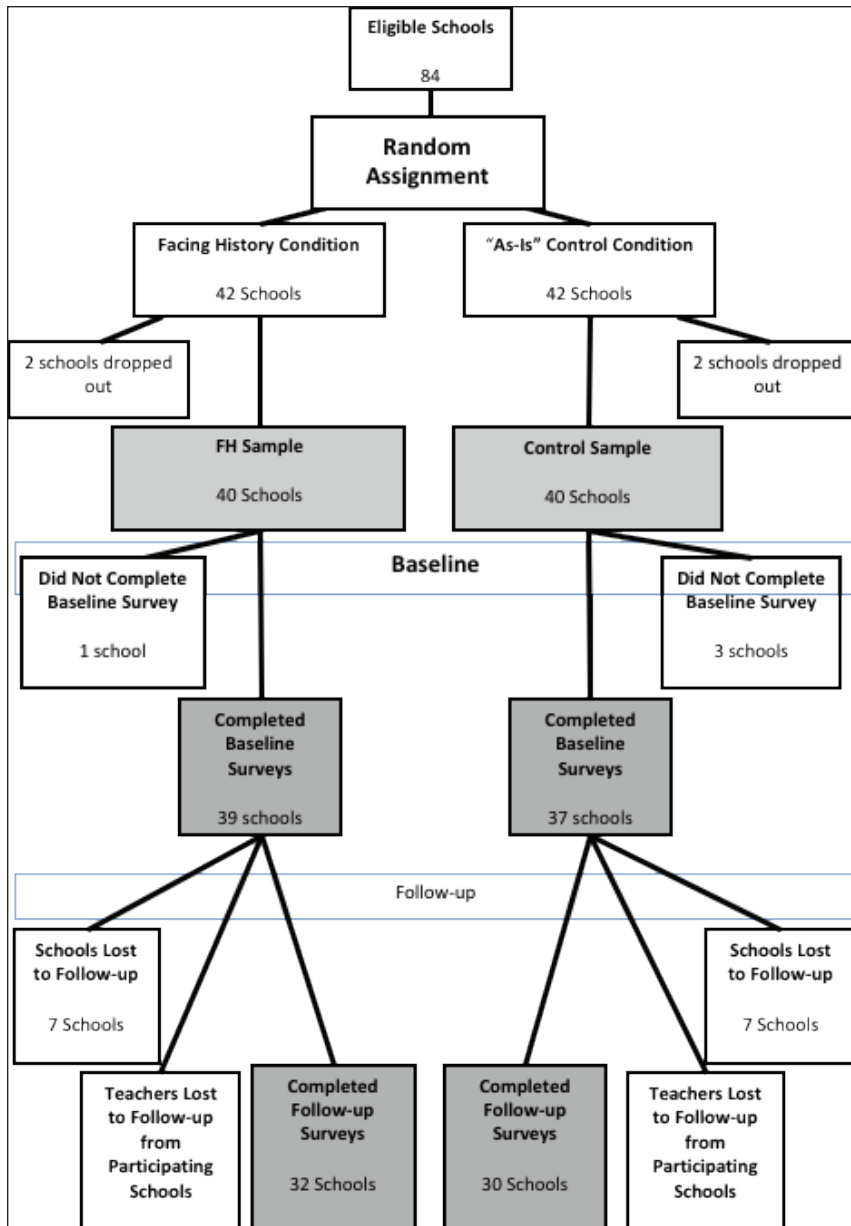 Eligible Schools
84
Random
Assignment
Facing History Condition
42 Schools
“As-Is” Control Condition
42 Schools
2 schools dropped
out
2 schools dropped
out
FH Sample
40 Schools
Control Sample
40 Schools
Baseline
Did Not Complete
Baseline Survey
1 school
Did Not Complete
Baseline Survey
3 schools
Completed
Baseline
Surveys
39 schools
Completed
Baseline
Surveys
37 schools
Follow-up
Schools Lost
to Follow-up
7 Schools
Schools Lost
to Follow-up
7 Schools
Teachers Lost
to Follow-up
from
Participating
Schools
Completed
Follow-up
Surveys
32 Schools
Completed
Follow-up
Surveys
30 Schools
Teachers Lost
to Follow-up
from
Participating
Schools